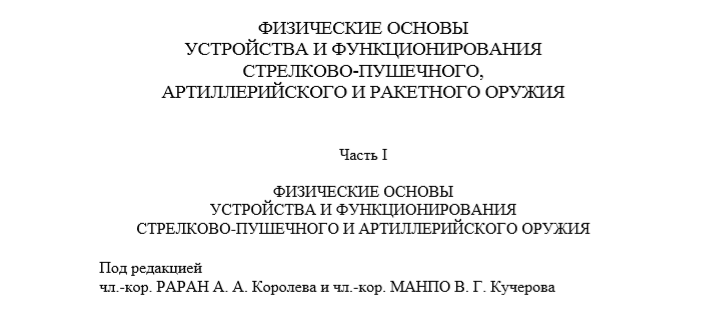 ФИЗИЧЕСКИЕ ОСНОВЫ
УСТРОЙСТВА И ФУНКЦИОНИРОВАНИЯ
СТРЕЛКОВО-ПУШЕЧНОГО,
АРТИЛЛЕРИЙСКОГО И РАКЕТНОГО ОРУЖИЯ
Часть I
ФИЗИЧЕСКИЕ ОСНОВЫ
УСТРОЙСТВА И ФУНКЦИОНИРОВАНИЯ
СТРЕЛКОВО-ПУШЕЧНОГО И АРТИЛЛЕРИЙСКОГО ОРУЖИЯ
Под редакцией
чл.-кор. РАРАН А. А. Королева и чл.-кор. МАНПО В. Г. Кучерова